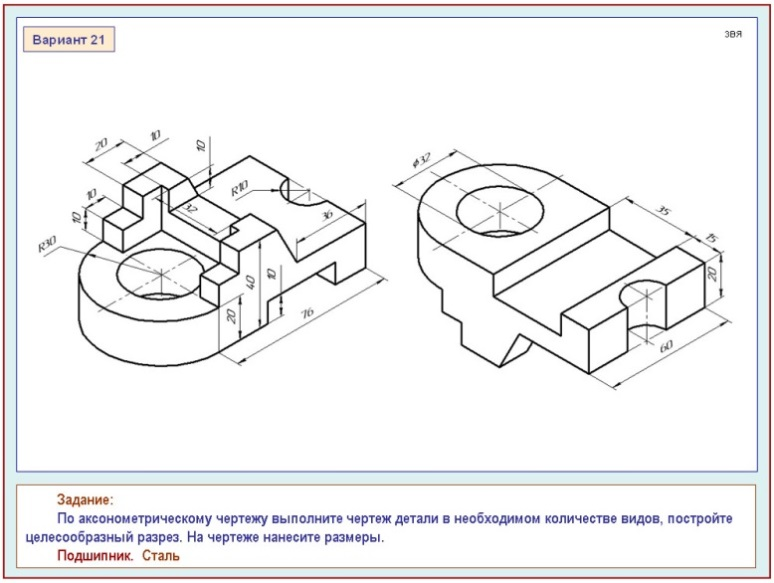 Вариант 21
ЗВЯ
20
10
10
10
10
32
R10
36
R30
40
10
20
76
Ø32
35
15
20
60
Задание:
По аксонометрическому чертежу выполните чертеж детали в необходимом количестве видов, постройте
целесообразный разрез. На чертеже нанесите размеры.
Подшипник. Сталь